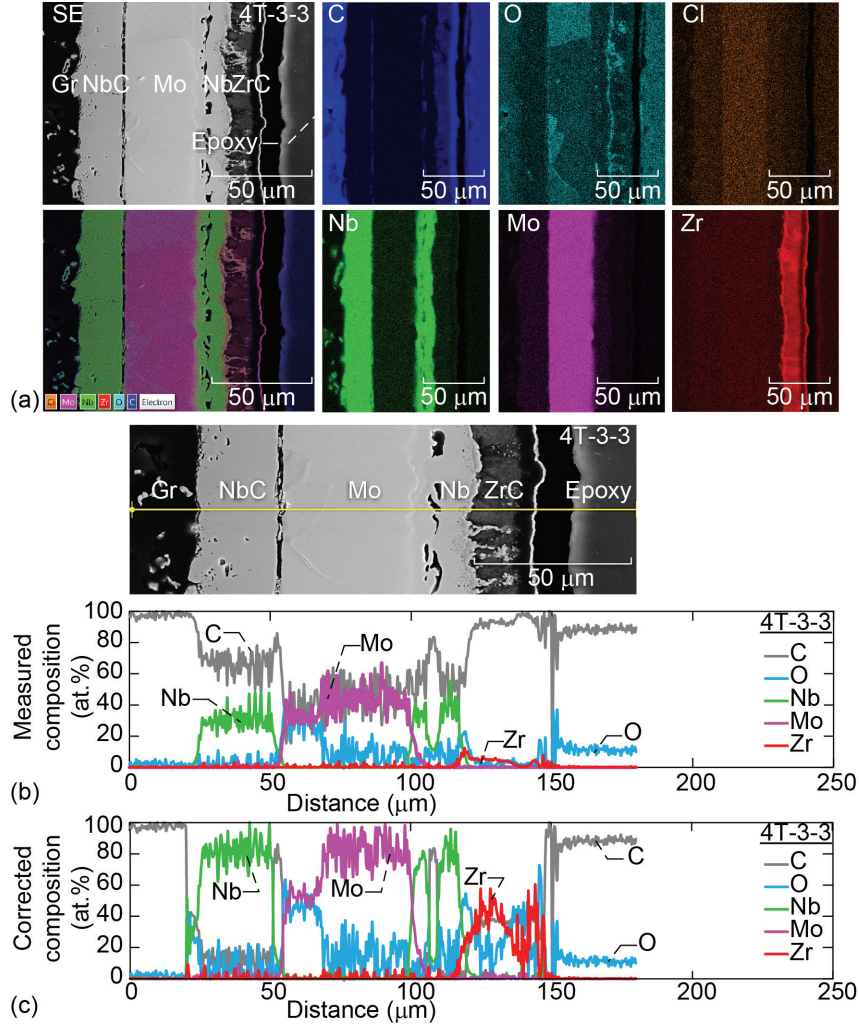 SE 4T-3-3
C
O
Cl
Gr NbC Mo Nb ZrC
Epoxy
50 μm
50 μm
50 μm
50 μm
Nb
Mo
Zr
50 μm
50 μm
50 μm
50 μm
(a)
Cl Mo Nb Zr O C Electron
4T-3-3
Gr NbC Mo Nb ZrC Epoxy
50 μm
Measured composition (at.%)
100
80
60
40
20
0
C
Nb
Mo
Zr
O
4T-3-3
C
O
Nb
Mo
Zr
0 50 100 150 200 250
(b)
Distance (μm)
Corrected composition (at.%)
100
80
60
40
20
0
Nb
Mo
Zr
C
O
4T-3-3
C
O
Nb
Mo
Zr
0 50 100 150 200 250
(c)
Distance (μm)